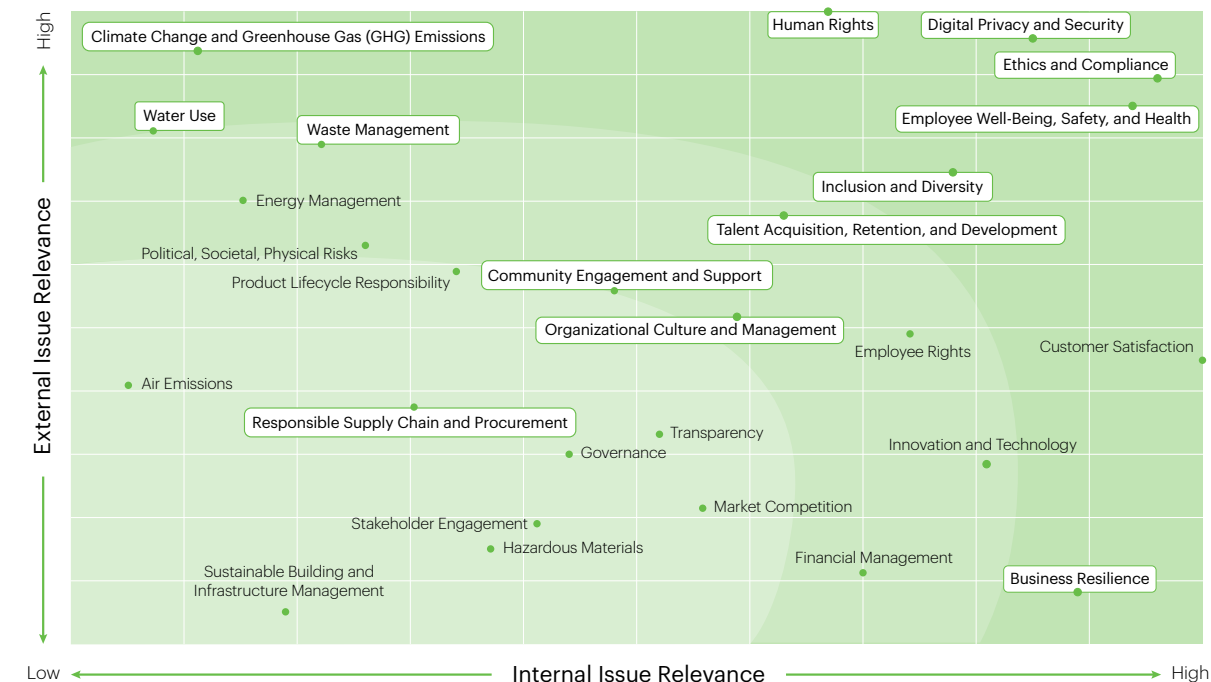 High
Human Rights
Digital Privacy and Security
Climate Change and Greenhouse Gas (GHG) Emissions
Ethics and Compliance
Water Use
Employee Well-Being, Safety, and Health
Waste Management
Inclusion and Diversity
Energy Management
Talent Acquisition, Retention, and Development
Political, Societal, Physical Risks
Community Engagement and Support
Product Lifecycle Responsibility
External Issue Relevance
Organizational Culture and Management
Customer Satisfaction
Employee Rights
Air Emissions
Responsible Supply Chain and Procurement
Transparency
Innovation and Technology
Governance
Market Competition
Stakeholder Engagement
Hazardous Materials
Financial Management
Sustainable Building and
Infrastructure Management
Business Resilience
Low
Internal Issue Relevance
High